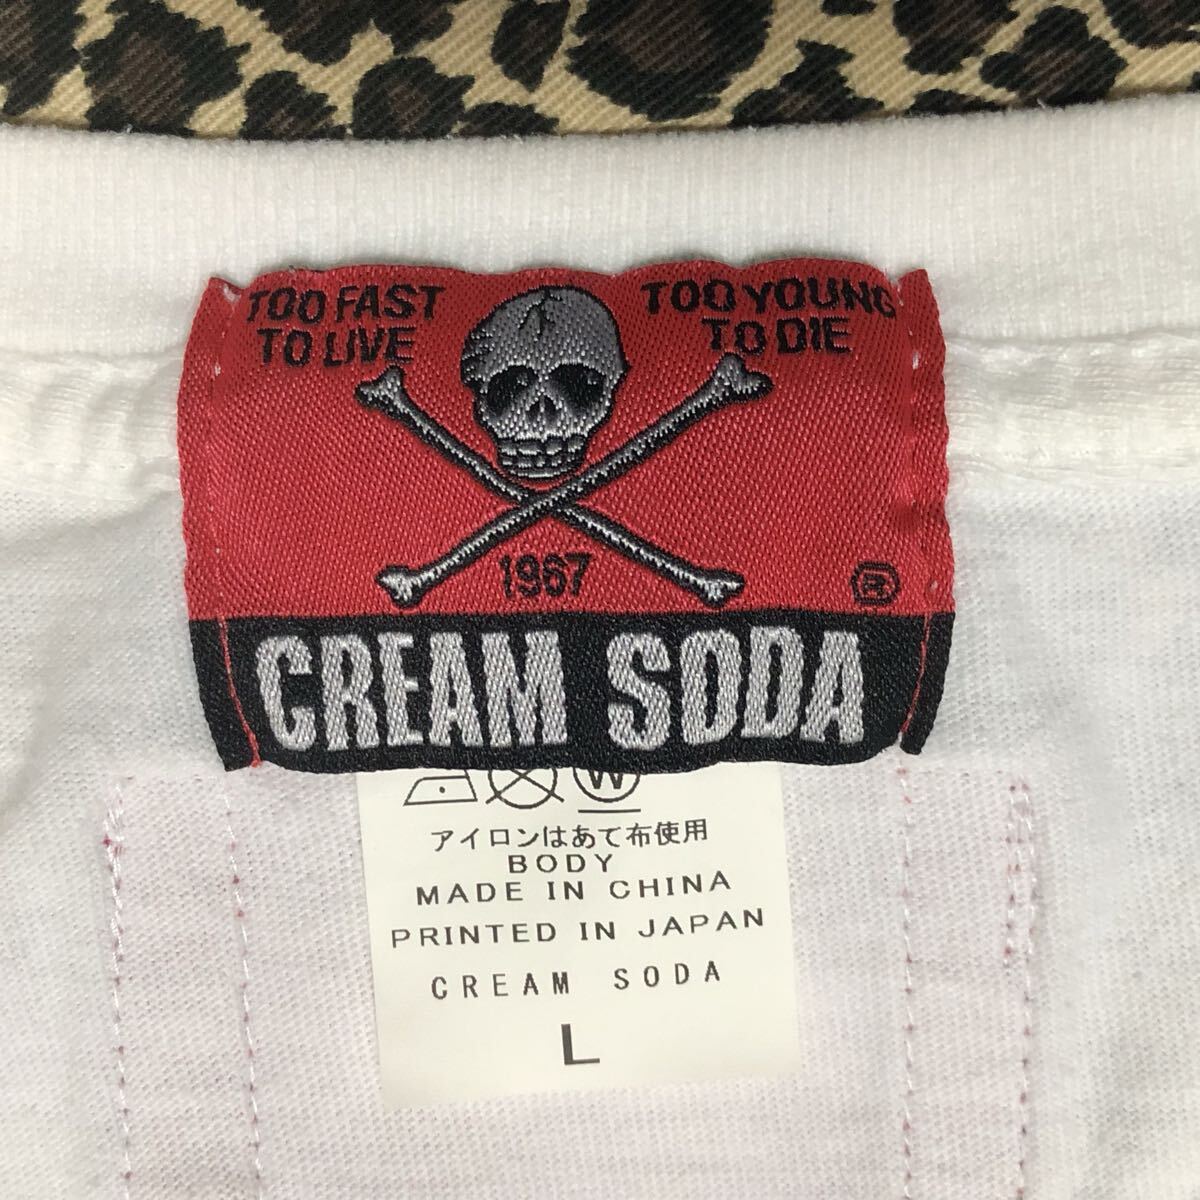 TOO FAST
TO LIVE
TOO YOUNG
TO DIE
1967
®
CREAM SODA
W
アイロンはあて布使用
BODY
MADE IN CHINA
PRINTED IN JAPAN
CREAM SODA
L